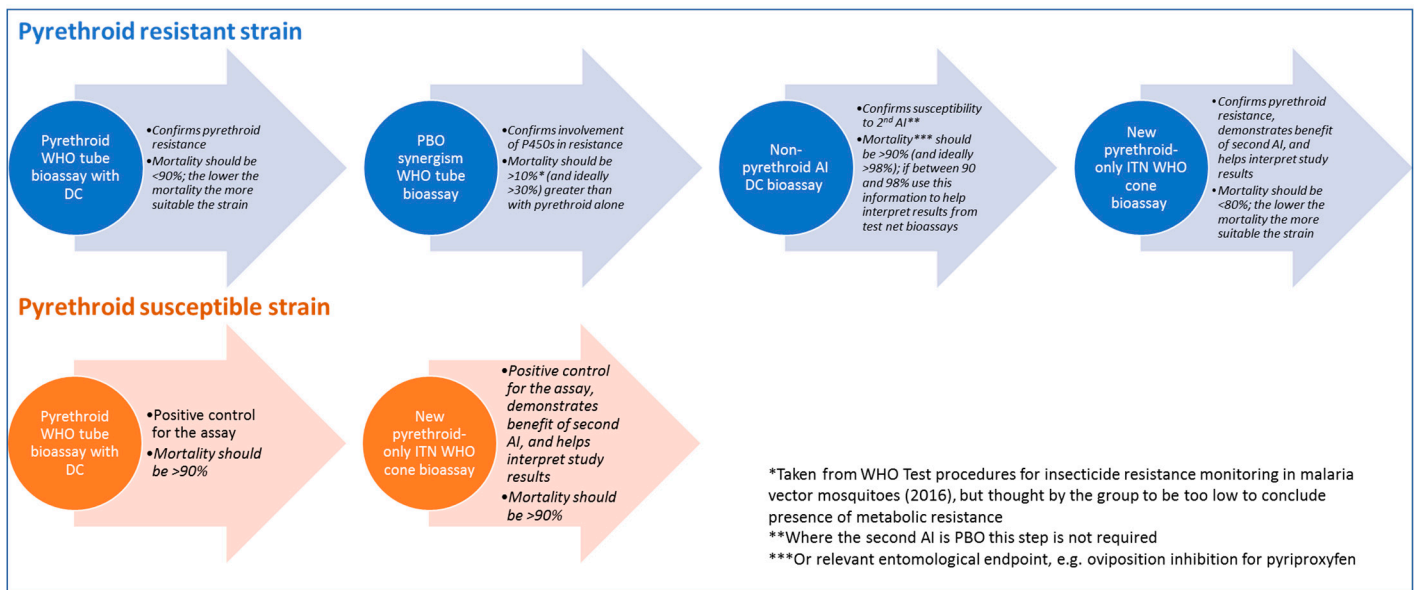 Pyrethroid resistant strain
Pyrethroid
WHO tube
bioassay with
DC
•Confirms pyrethroid
resistance
•Mortality should be
<90%; the lower the
mortality the more
suitable the strain
PBO
synergism
WHO tube
bioassay
•Confirms involvement
of P450s in resistance
•Mortality should be
>10%* (and ideally
>30%) greater than
with pyrethroid alone
Non-
pyrethroid AI
DC bioassay
•Confirms susceptibility
to 2nd AI**
•Mortality*** should
be >90% (and ideally
>98%); if between 90
and 98% use this
information to help
interpret results from
test net bioassays
New
pyrethroid-
only ITN WHO
cone
bioassay
•Confirms pyrethroid
resistance,
demonstrates benefit
of second AI, and
helps interpret study
results
•Mortality should be
<80%; the lower the
mortality the more
suitable the strain
Pyrethroid susceptible strain
Pyrethroid
WHO tube
bioassay with
DC
•Positive control
for the assay
•Mortality should
be >90%
New
pyrethroid-
only ITN WHO
cone bioassay
•Positive control
for the assay,
demonstrates
benefit of second
AI, and helps
interpret study
results
•Mortality should
be >90%
*Taken from WHO Test procedures for insecticide resistance monitoring in malaria
vector mosquitoes (2016), but thought by the group to be too low to conclude
presence of metabolic resistance
**Where the second AI is PBO this step is not required
***Or relevant entomological endpoint, e.g. oviposition inhibition for pyriproxyfen